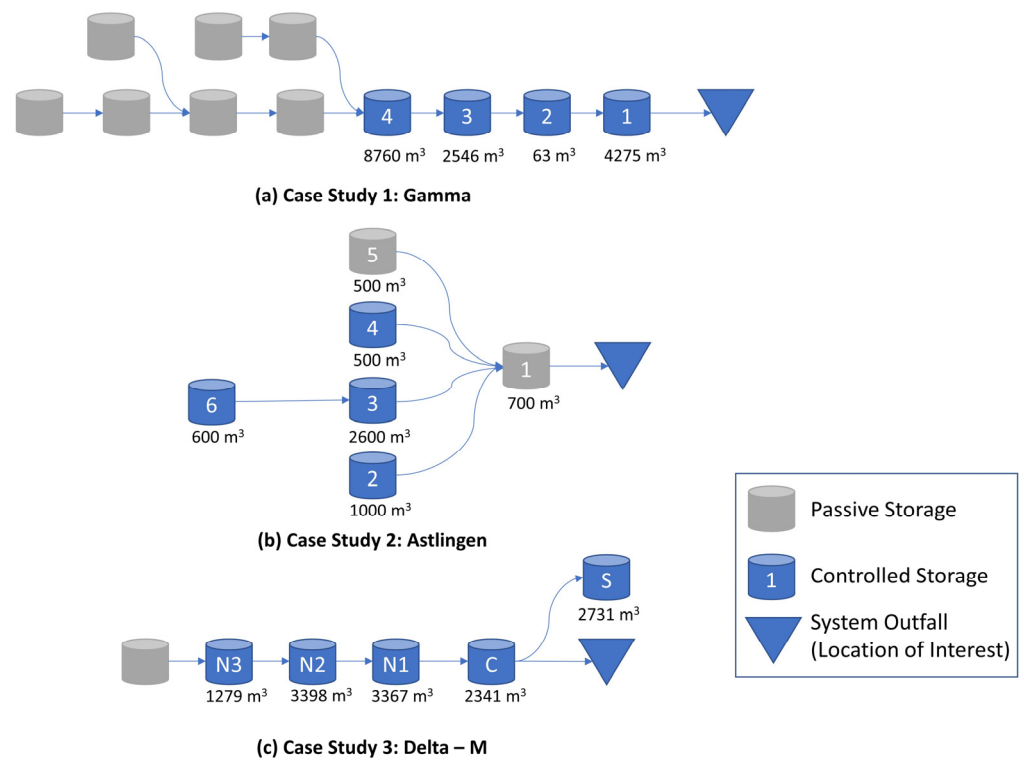 4 3 2 1
8760 m³ 2546 m³ 63 m³ 4275 m³
(a) Case Study 1: Gamma
5
500 m³
4
500 m³
1
700 m³
6
600 m³
3
2600 m³
2
1000 m³
(b) Case Study 2: Astlingen
S
2731 m³
N3 N2 N1 C
1279 m³ 3398 m³ 3367 m³ 2341 m³
(c) Case Study 3: Delta – M
Passive Storage
1 Controlled Storage
System Outfall
(Location of Interest)